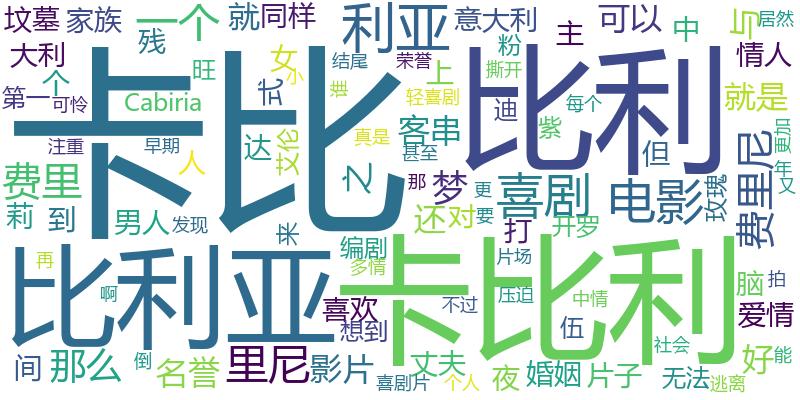 坟墓 家族 一个 就 同样 利亚 意大利 可以 中 与 居然
大利 残 女 小 结尾 荣誉 上 粉 主 情人
个 旺 式 谁 轻喜剧 撕开 迪 每个 就是
第一 可怜 Cabiria 卡比 比利
注重 早期 达 艾伦 真是 客串 紫 但 更加
费里 人 之 甚至 梦 喜剧 电影 玫瑰 费里尼 年 又
莉 到 男人 发现 来 那 还 对 更 要 打 开罗
比利亚 编剧 卡比利 片场
再 啊 多情 喜欢 不过 压迫 中情 脑 拍
想到 伍 爱情
间 那么 倒 名誉 里尼 影片 丈夫 夜 婚姻 片子 社会 无法 好 能
喜剧片 个人 逃离